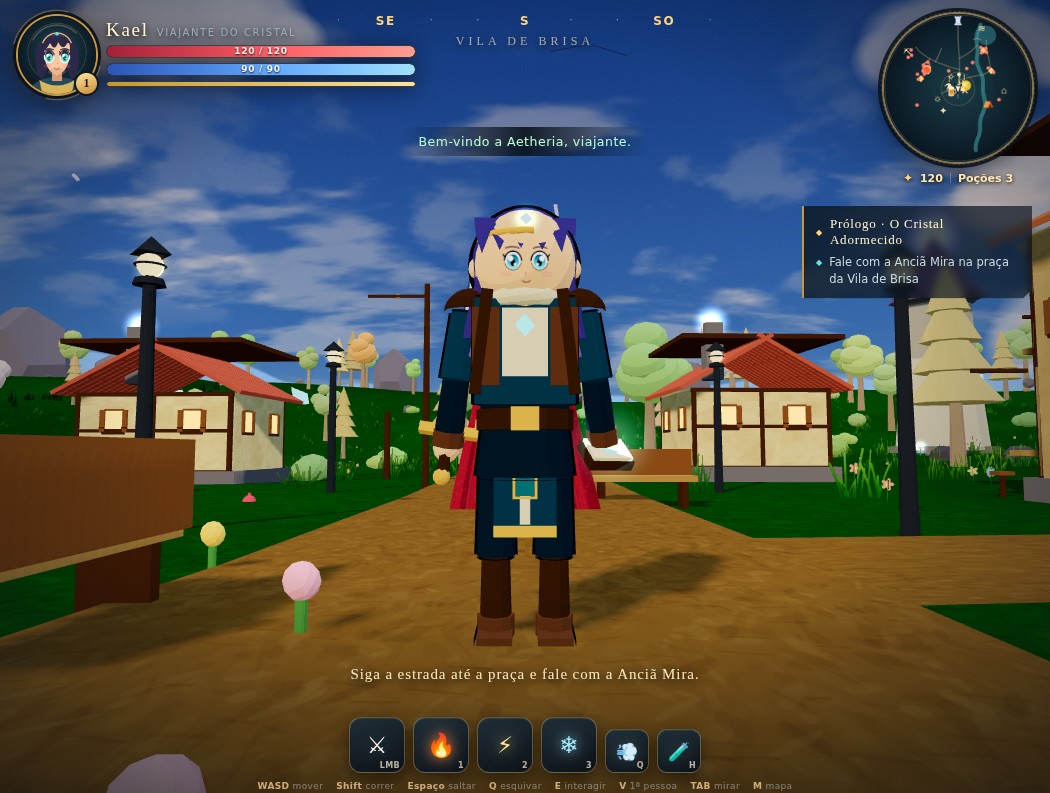 SE S SO
Kael VIAJANTE DO CRISTAL
VILA DE BRISA
120 / 120
90 / 90
1
Bem-vindo a Aetheria, viajante.
✦ 120 | Poções 3
Prólogo · O Cristal
Adormecido
Fale com a Anciã Mira na praça
da Vila de Brisa
Siga a estrada até a praça e fale com a Anciã Mira.
LMB 1 2 3 Q H
WASD mover Shift correr Espaço saltar Q esquivar E interagir V 1ª pessoa TAB mirar M mapa